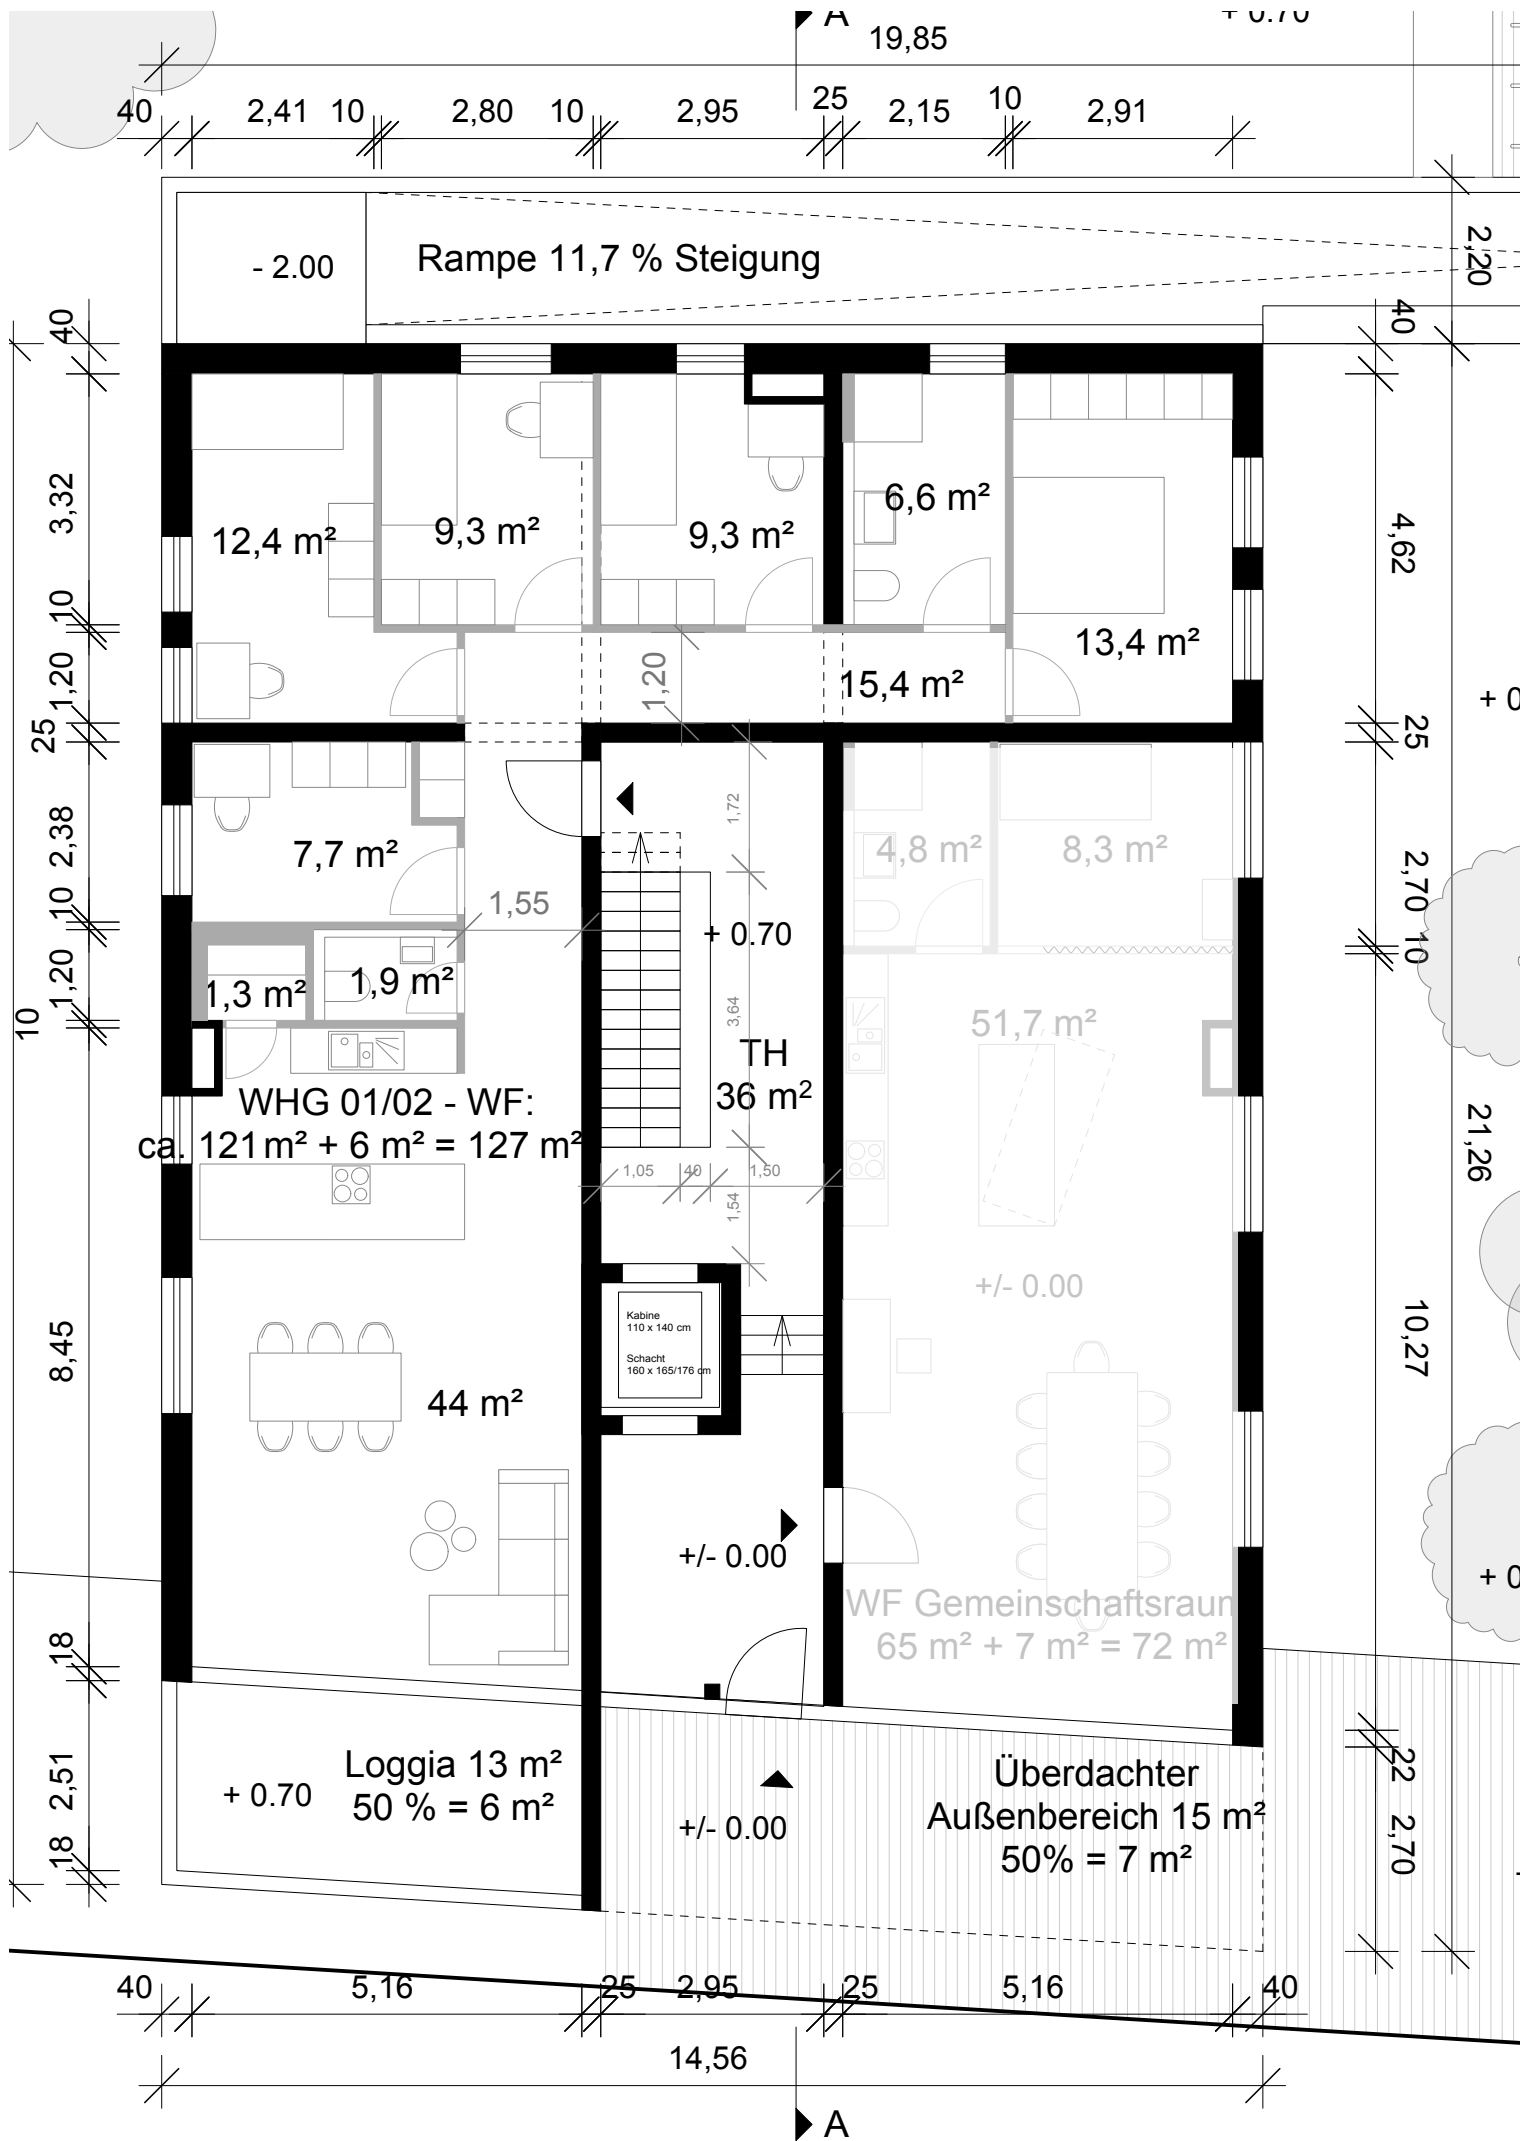 A
+ 0.70
19,85
40
2,41
10
2,80
10
2,95
25
2,15
10
2,91
- 2.00
Rampe 11,7 % Steigung
2,20
40
40
3,32
10
1,20
25
2,38
10
1,20
10
8,45
18
2,51
18
4,62
25
2,70
10
21,26
10,27
22
2,70
12,4 m²
9,3 m²
9,3 m²
6,6 m²
13,4 m²
1,20
15,4 m²
+ 0
7,7 m²
1,72
4,8 m²
8,3 m²
1,55
+ 0.70
1,3 m²
1,9 m²
3,64
51,7 m²
TH
36 m²
WHG 01/02 - WF:
ca. 121 m² + 6 m² = 127 m²
1,05
40
1,50
1,54
+/- 0.00
Kabine
110 x 140 cm
Schacht
160 x 165/176 cm
44 m²
+/- 0.00
+ 0
WF Gemeinschaftsraum
65 m² + 7 m² = 72 m²
Loggia 13 m²
50 % = 6 m²
+ 0.70
+/- 0.00
Überdachter
Außenbereich 15 m²
50% = 7 m²
40
5,16
25
2,95
25
5,16
40
14,56
A